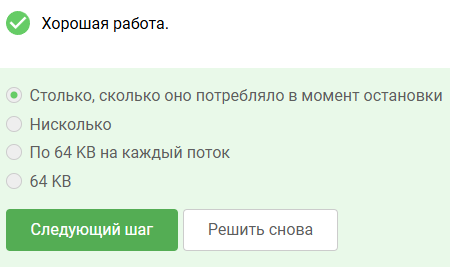 Хорошая работа.
Столько, сколько оно потребляло в момент остановки
Нисколько
По 64 KB на каждый поток
64 KB
Следующий шаг
Решить снова